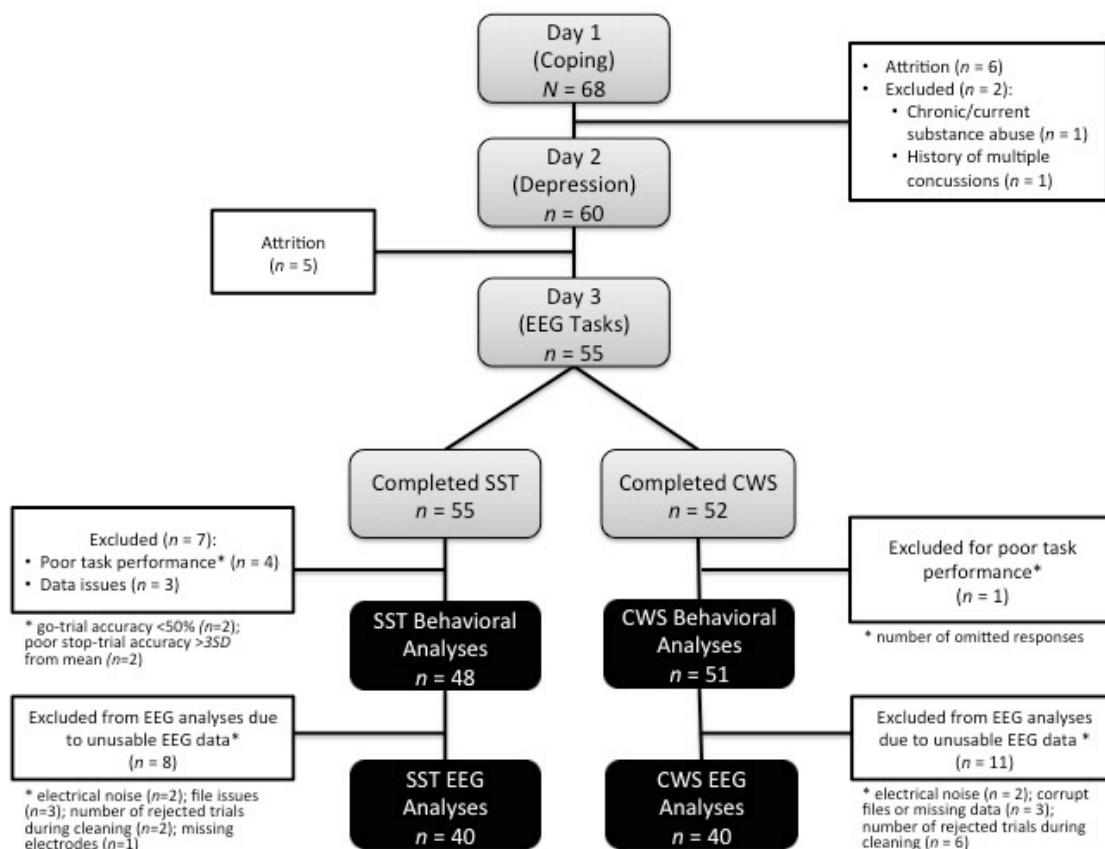 Day 1
(Coping)
N = 68
• Attrition (n = 6)
• Excluded (n = 2):
• Chronic/current
substance abuse (n = 1)
• History of multiple
concussions (n = 1)
Day 2
(Depression)
n = 60
Attrition
(n = 5)
Day 3
(EEG Tasks)
n = 55
Completed SST
n = 55
Completed CWS
n = 52
Excluded (n = 7):
• Poor task performance* (n = 4)
• Data issues (n = 3)
* go-trial accuracy <50% (n=2);
poor stop-trial accuracy >3SD
from mean (n=2)
Excluded for poor task
performance*
(n = 1)
* number of omitted responses
SST Behavioral
Analyses
n = 48
CWS Behavioral
Analyses
n = 51
Excluded from EEG analyses due
to unusable EEG data*
(n = 8)
* electrical noise (n=2); file issues
(n=3); number of rejected trials
during cleaning (n=2); missing
electrodes (n=1)
Excluded from EEG analyses
due to unusable EEG data *
(n = 11)
* electrical noise (n = 2); corrupt
files or missing data (n = 3);
number of rejected trials during
cleaning (n = 6)
SST EEG
Analyses
n = 40
CWS EEG
Analyses
n = 40